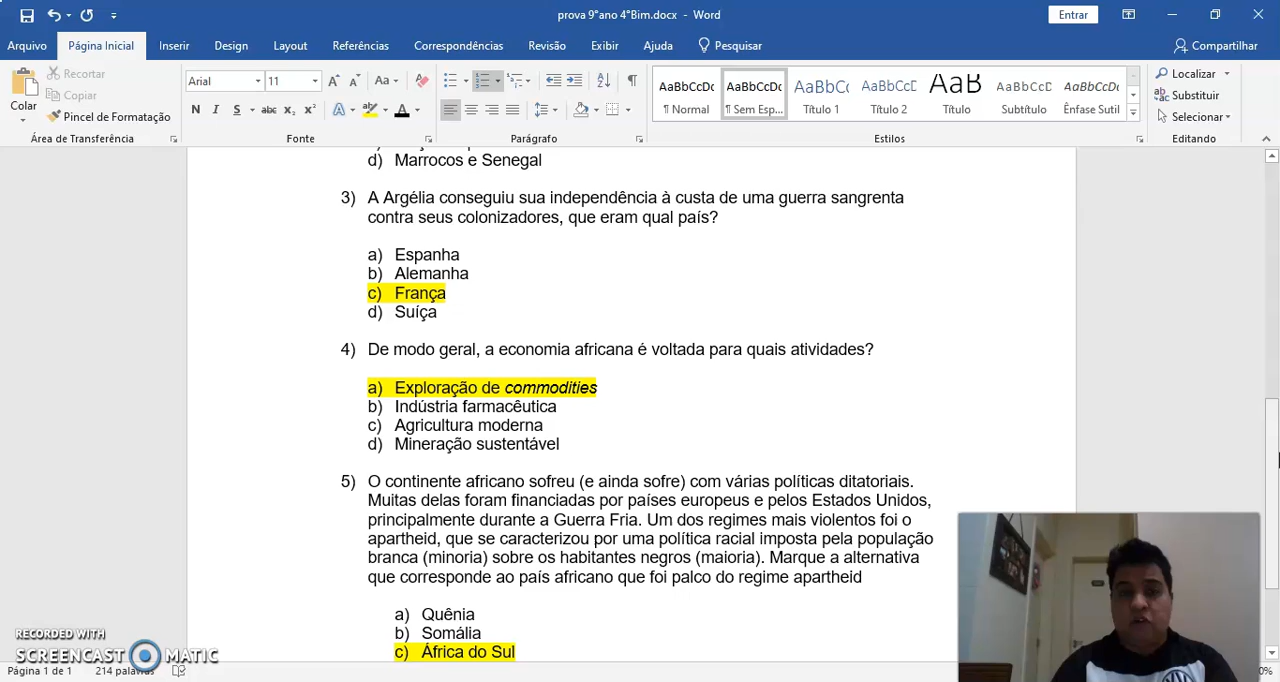 prova 9°ano 4°Bim.docx - Word
Entrar
Arquivo Página Inicial Inserir Design Layout Referências Correspondências Revisão Exibir Ajuda Pesquisar Compartilhar
Colar
Recortar
Copiar
Pincel de Formatação
Área de Transferência
Arial 11
N I S abc x₂ x²
Fonte
Parágrafo
AaBbCcDc AaBbCcDc AaBbCc AaBbCcD AaB AaBbCcD AaBbCcD
¶ Normal ¶ Sem Esp... Título 1 Título 2 Título Subtítulo Ênfase Sutil
Estilos
Localizar
Substituir
Selecionar
Editando
d) Marrocos e Senegal
3) A Argélia conseguiu sua independência à custa de uma guerra sangrenta
contra seus colonizadores, que eram qual país?
a) Espanha
b) Alemanha
c) França
d) Suíça
4) De modo geral, a economia africana é voltada para quais atividades?
a) Exploração de commodities
b) Indústria farmacêutica
c) Agricultura moderna
d) Mineração sustentável
5) O continente africano sofreu (e ainda sofre) com várias políticas ditatoriais.
Muitas delas foram financiadas por países europeus e pelos Estados Unidos,
principalmente durante a Guerra Fria. Um dos regimes mais violentos foi o
apartheid, que se caracterizou por uma política racial imposta pela população
branca (minoria) sobre os habitantes negros (maioria). Marque a alternativa
que corresponde ao país africano que foi palco do regime apartheid
a) Quênia
b) Somália
c) África do Sul
RECORDED WITH
SCREENCAST MATIC
Página 1 de 1 214 palavras